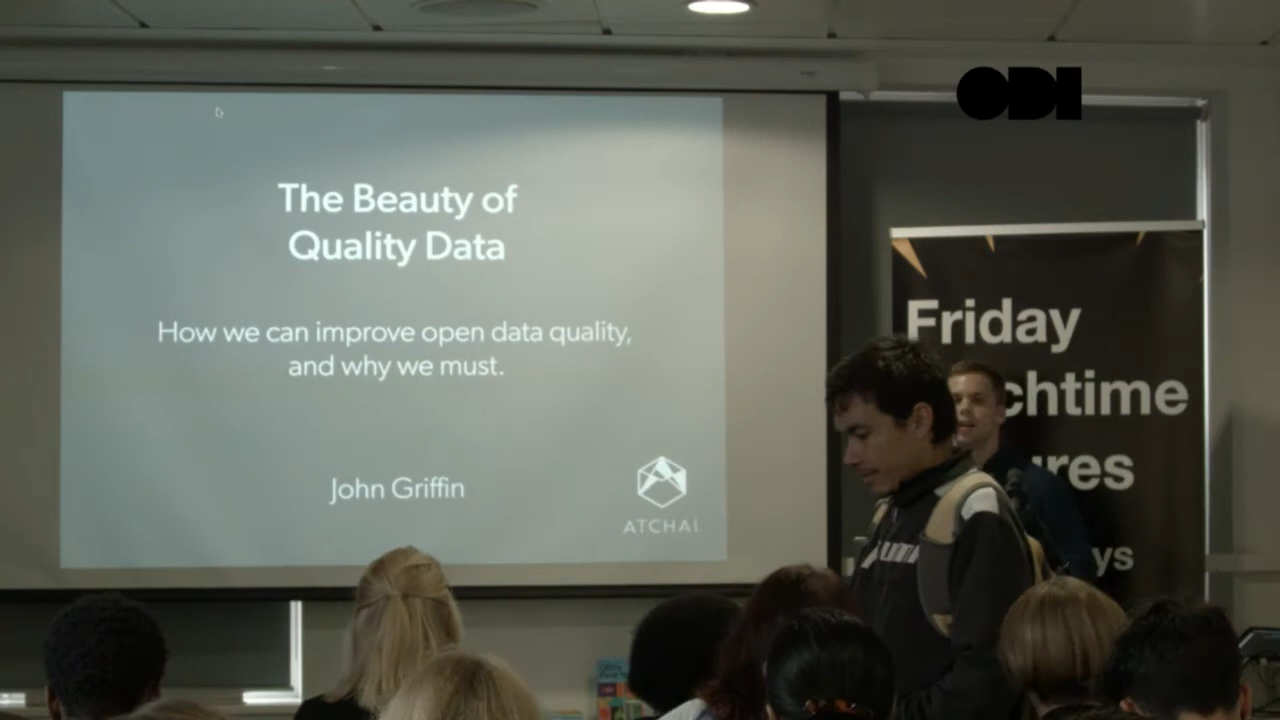 The Beauty of
Quality Data
How we can improve open data quality,
and why we must.
John Griffin
ATCHAI
ODI
Friday
chtime
ures
ys